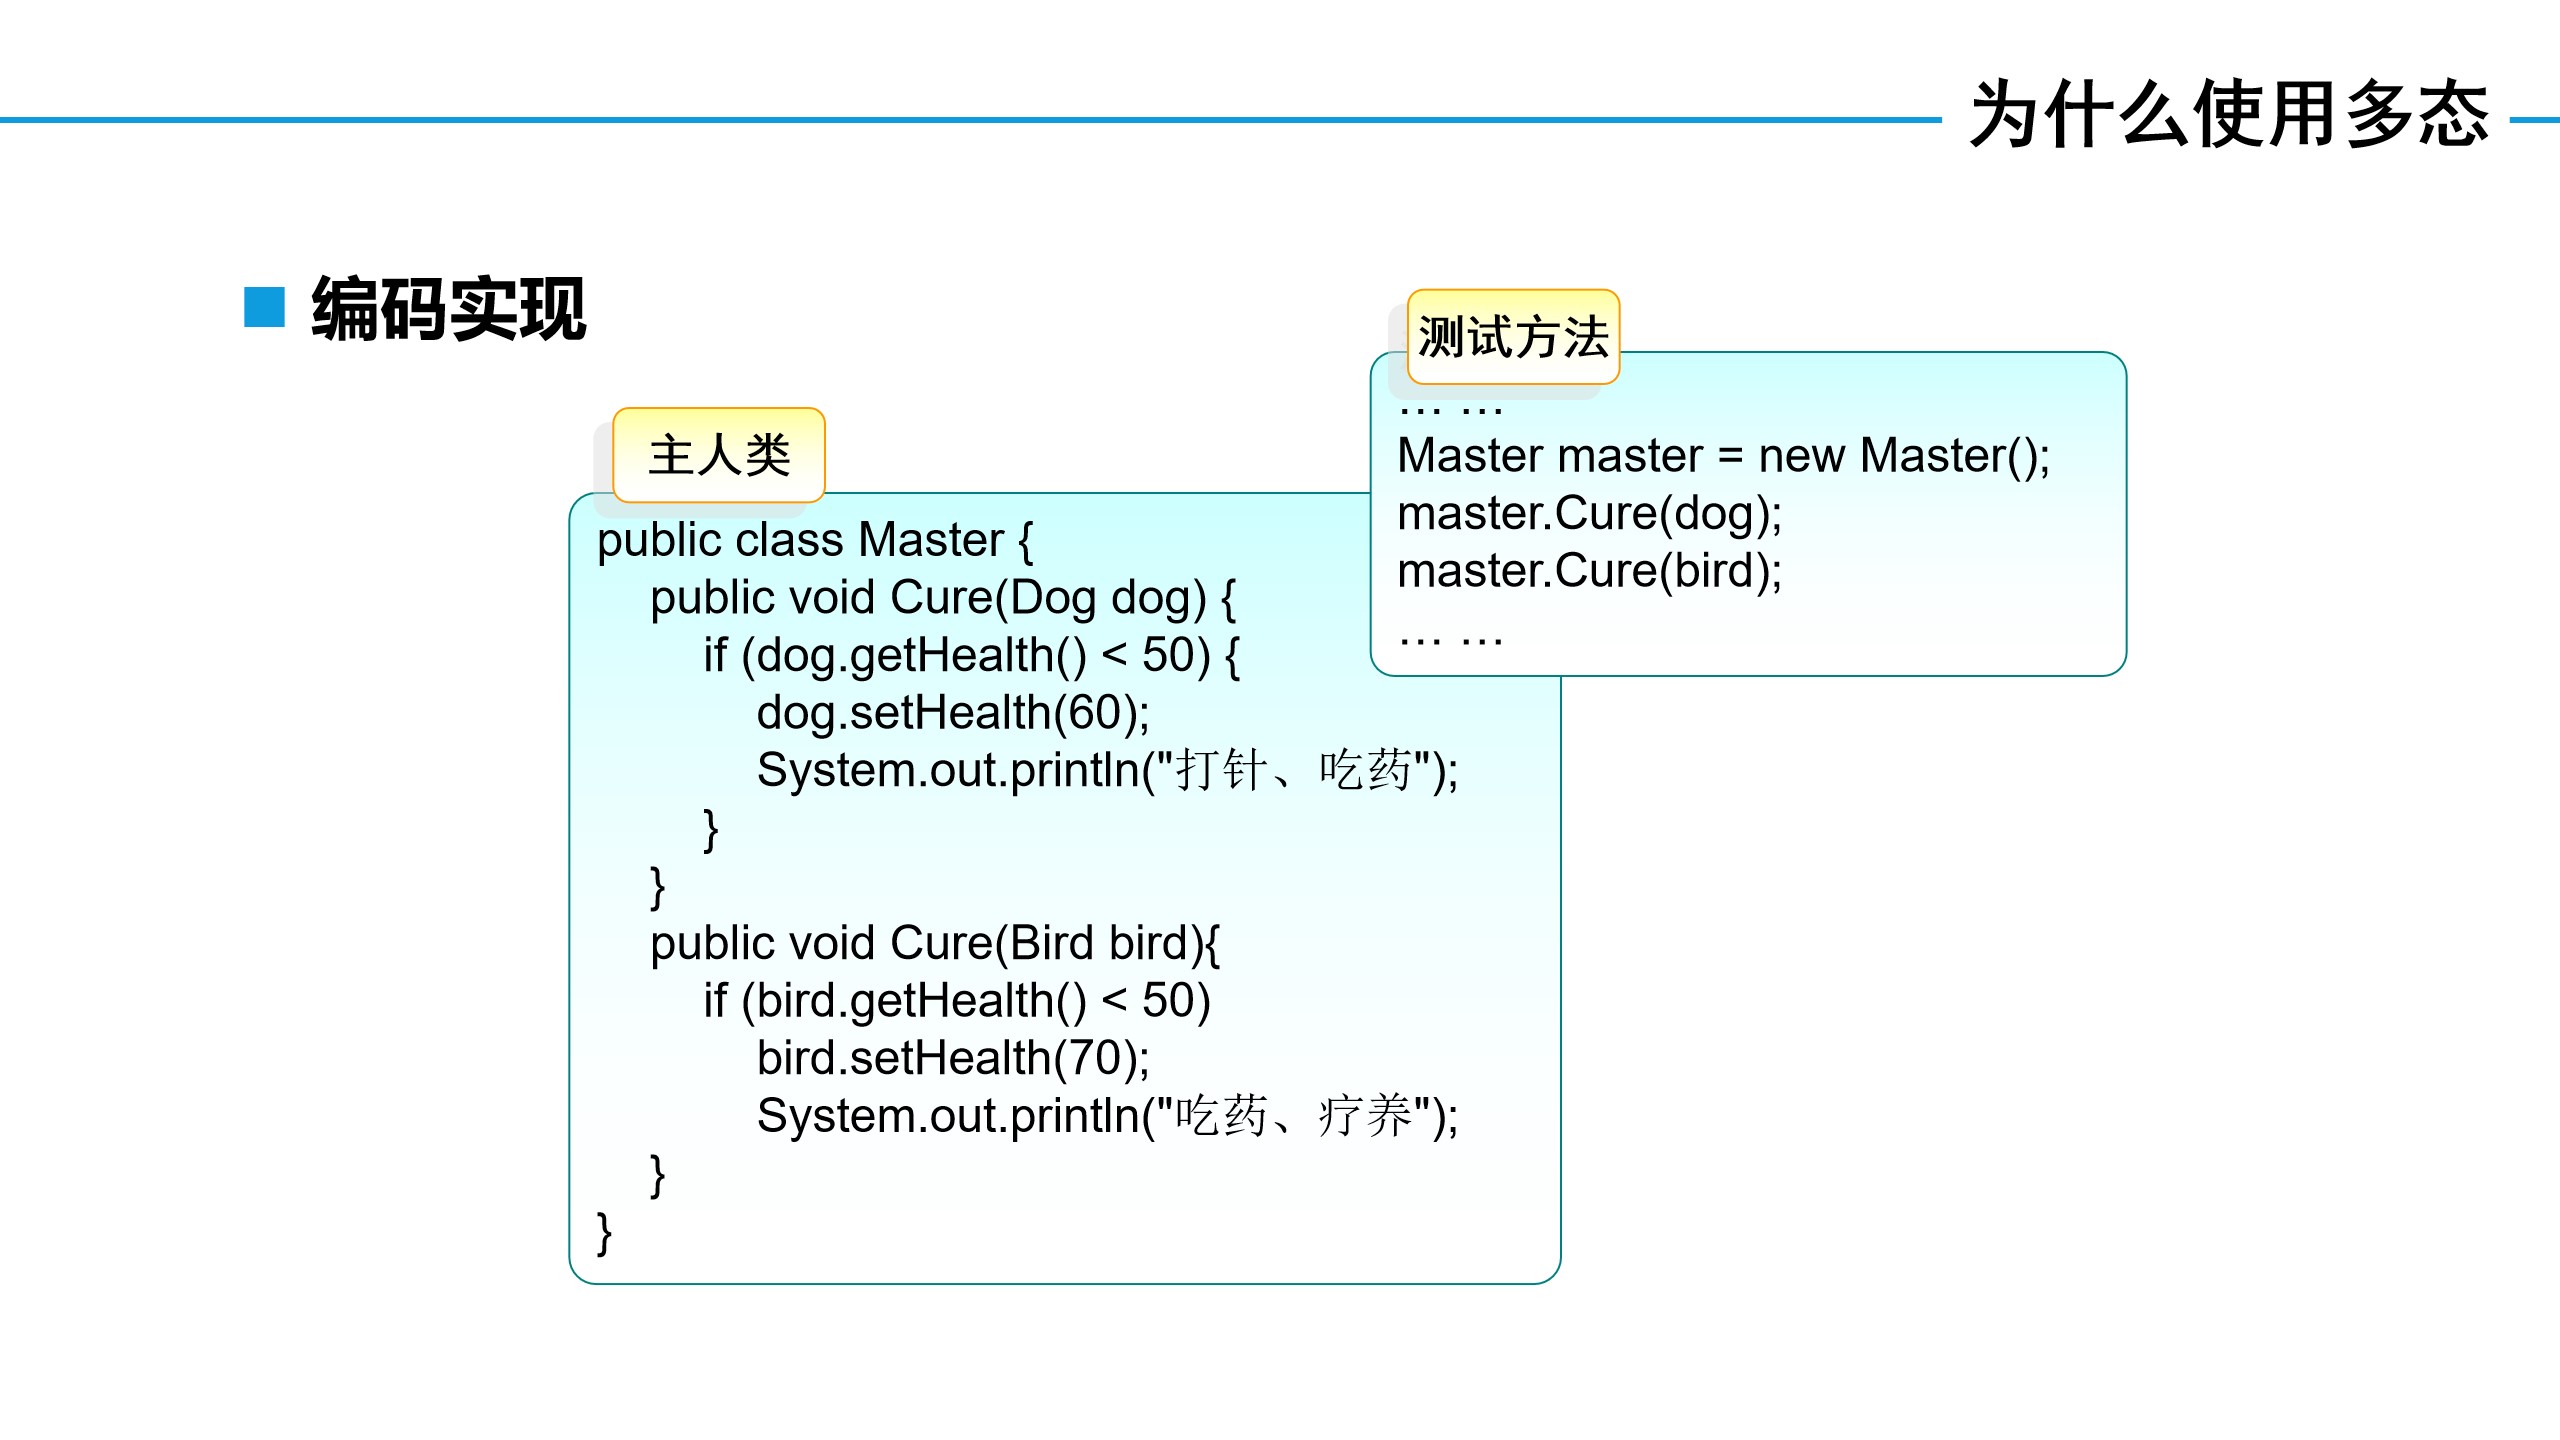 为什么使用多态
编码实现
测试方法
… …
Master master = new Master();
master.Cure(dog);
master.Cure(bird);
… …
主人类
public class Master {
public void Cure(Dog dog) {
if (dog.getHealth() < 50) {
dog.setHealth(60);
System.out.println("打针、吃药");
}
}
public void Cure(Bird bird){
if (bird.getHealth() < 50)
bird.setHealth(70);
System.out.println("吃药、疗养");
}
}